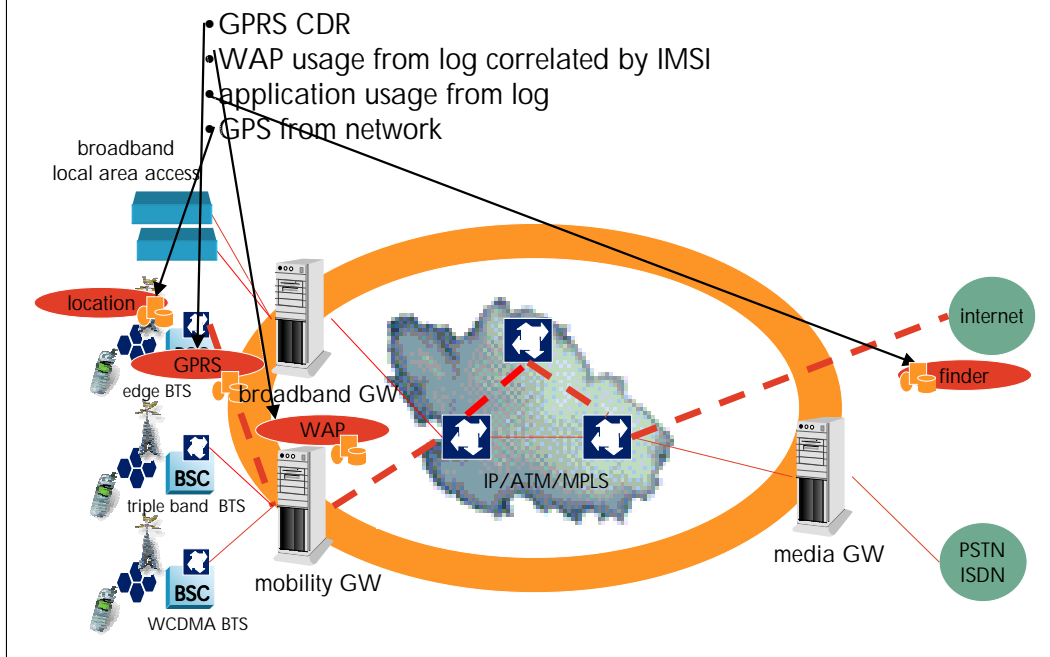 • GPRS CDR
• WAP usage from log correlated by IMSI
• application usage from log
• GPS from network
broadband
local area access
location
GPRS
edge BTS
broadband GW
WAP
BSC
triple band BTS
BSC
WCDMA BTS
mobility GW
IP/ATM/MPLS
media GW
internet
finder
PSTN
ISDN